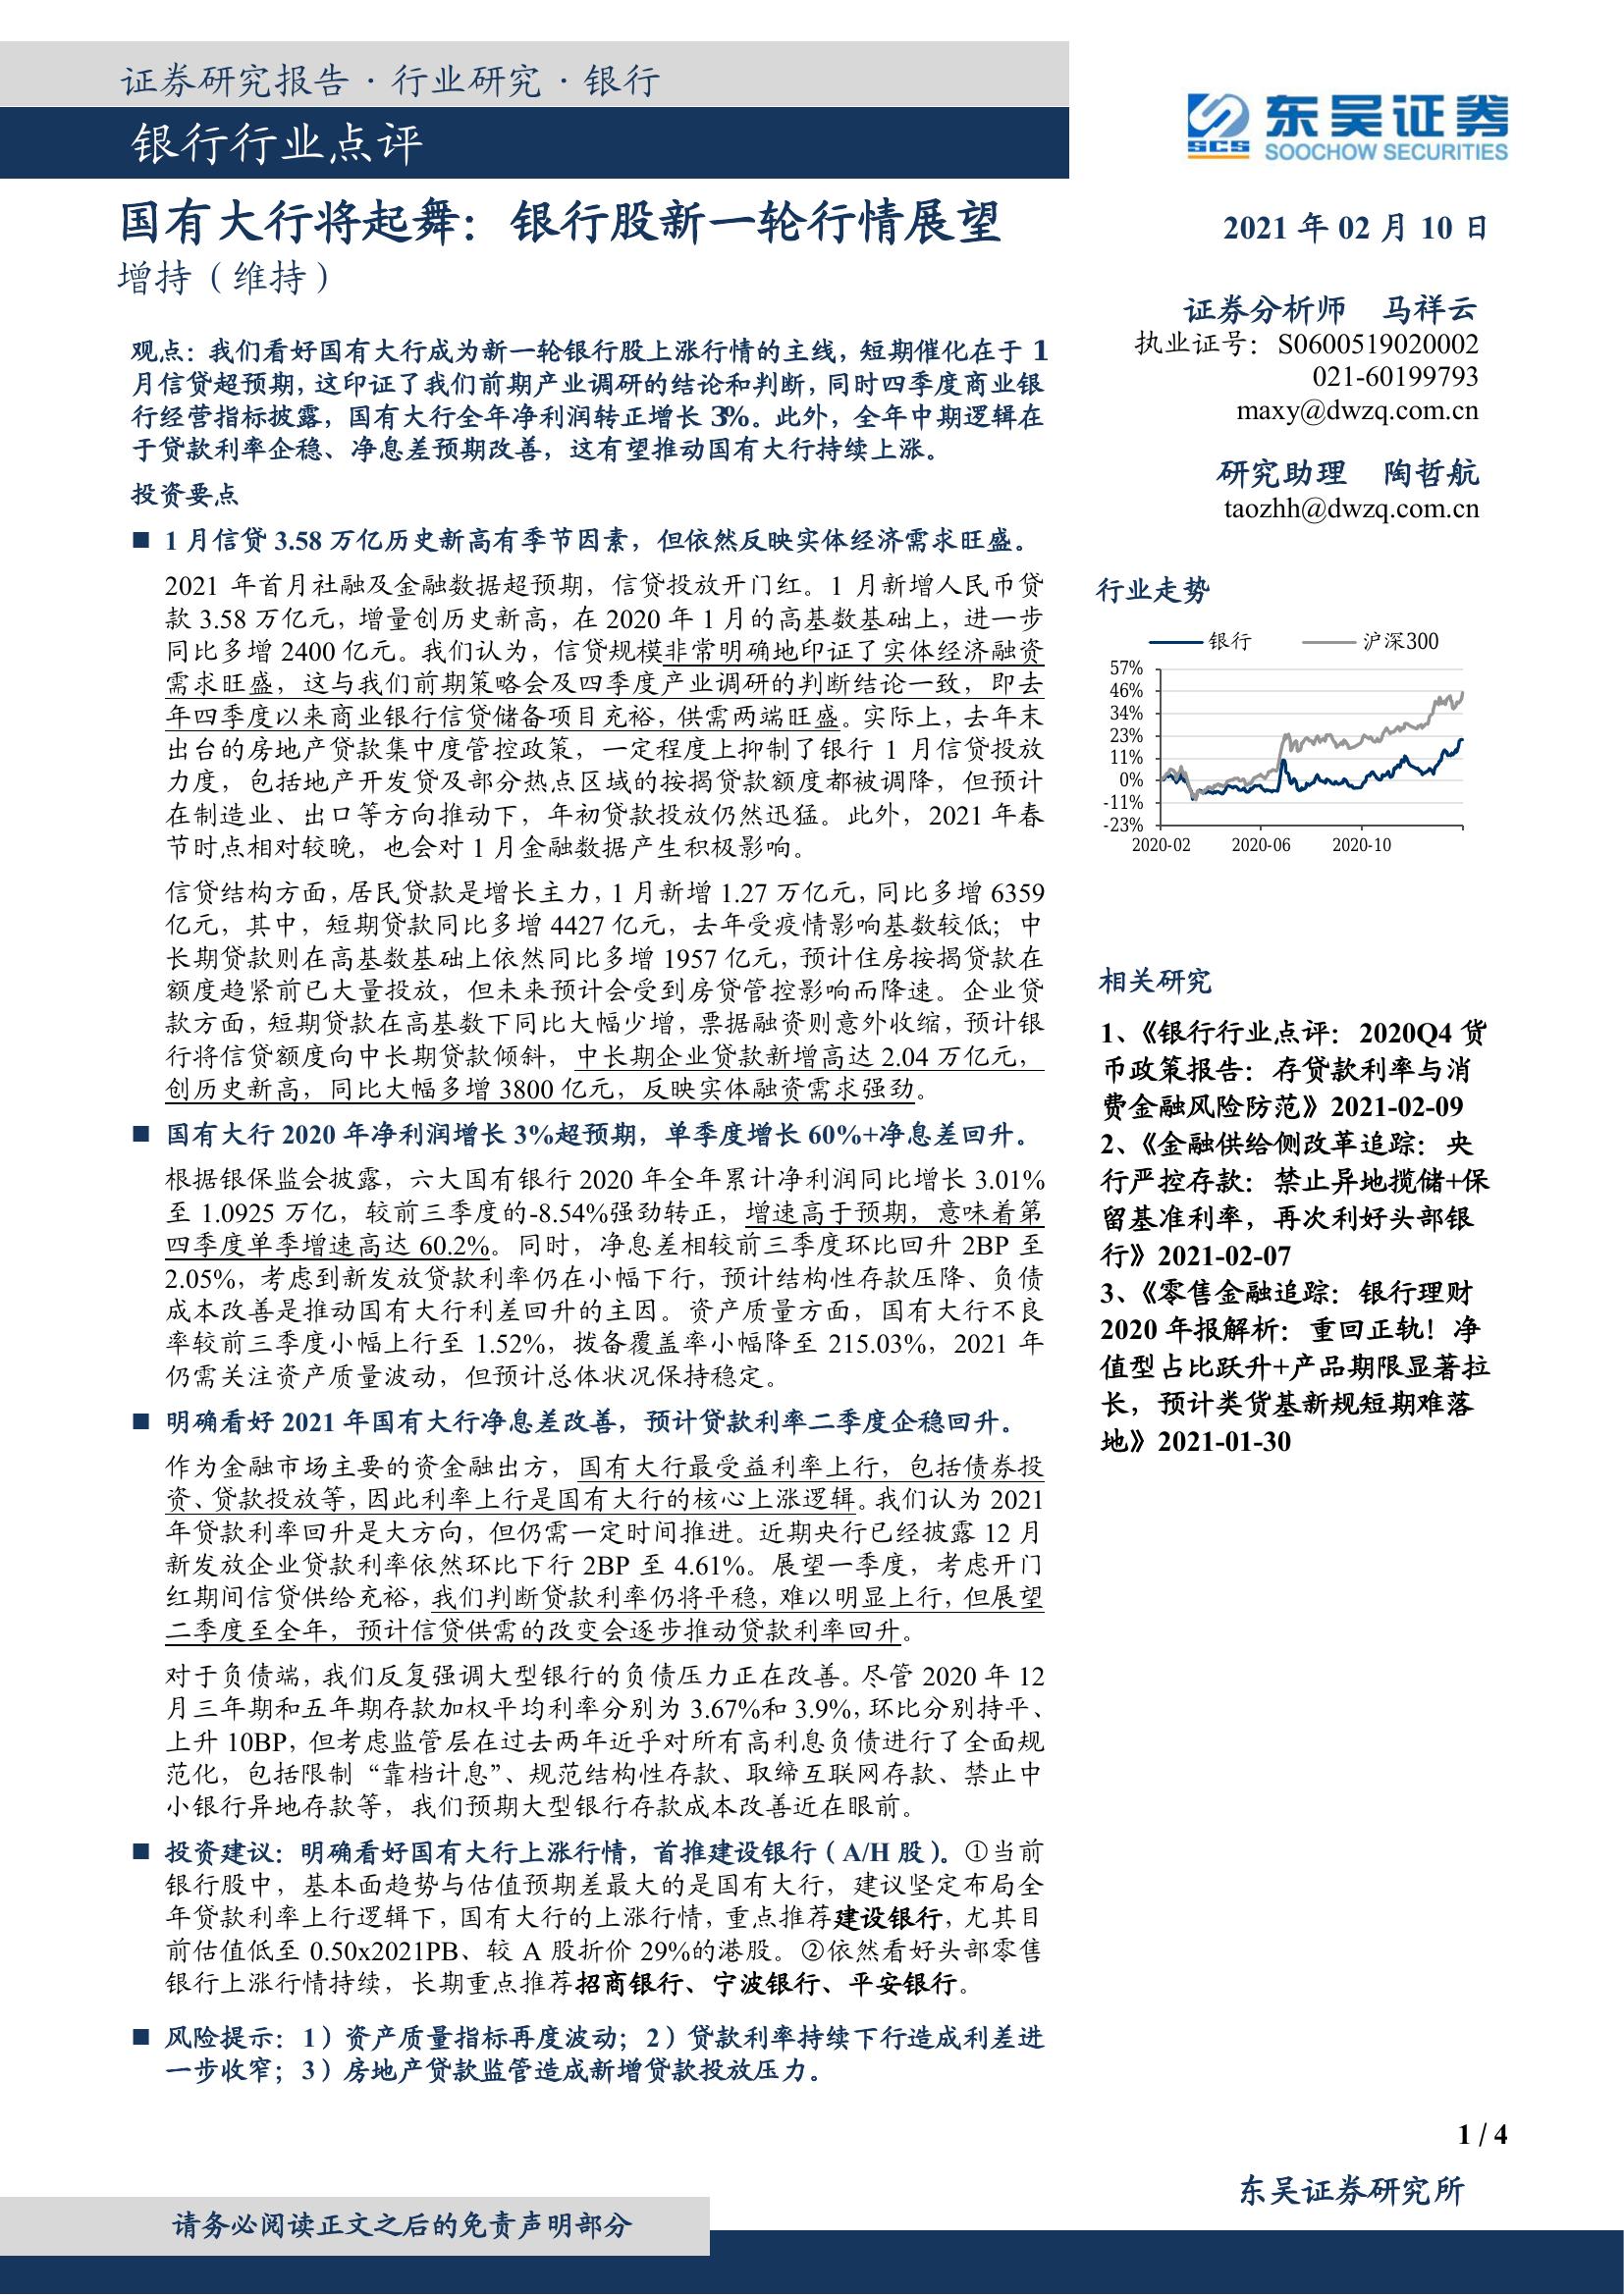 证券研究报告 · 行业研究 · 银行
银行行业点评
SCS 东吴证券
SOOCHOW SECURITIES
国有大行将起舞：银行股新一轮行情展望
增持（维持）
观点：我们看好国有大行成为新一轮银行股上涨行情的主线，短期催化在于 1
月信贷超预期，这印证了我们前期产业调研的结论和判断，同时四季度商业银
行经营指标披露，国有大行全年净利润转正增长 3%。此外，全年中期逻辑在
于贷款利率企稳、净息差预期改善，这有望推动国有大行持续上涨。
投资要点
■ 1 月信贷 3.58 万亿历史新高有季节因素，但依然反映实体经济需求旺盛。
2021 年首月社融及金融数据超预期，信贷投放开门红。1 月新增人民币贷
款 3.58 万亿元，增量创历史新高，在 2020 年 1 月的高基数基础上，进一步
同比多增 2400 亿元。我们认为，信贷规模非常明确地印证了实体经济融资
需求旺盛，这与我们前期策略会及四季度产业调研的判断结论一致，即去
年四季度以来商业银行信贷储备项目充裕，供需两端旺盛。实际上，去年末
出台的房地产贷款集中度管控政策，一定程度上抑制了银行 1 月信贷投放
力度，包括地产开发贷及部分热点区域的按揭贷款额度都被调降，但预计
在制造业、出口等方向推动下，年初贷款投放仍然迅猛。此外，2021 年春
节时点相对较晚，也会对 1 月金融数据产生积极影响。
信贷结构方面，居民贷款是增长主力，1 月新增 1.27 万亿元，同比多增 6359
亿元，其中，短期贷款同比多增 4427 亿元，去年受疫情影响基数较低；中
长期贷款则在高基数基础上依然同比多增 1957 亿元，预计住房按揭贷款在
额度趋紧前已大量投放，但未来预计会受到房贷管控影响而降速。企业贷
款方面，短期贷款在高基数下同比大幅少增，票据融资则意外收缩，预计银
行将信贷额度向中长期贷款倾斜，中长期企业贷款新增高达 2.04 万亿元，
创历史新高，同比大幅多增 3800 亿元，反映实体融资需求强劲。
■ 国有大行 2020 年净利润增长 3%超预期，单季度增长 60%+净息差回升。
根据银保监会披露，六大国有银行 2020 年全年累计净利润同比增长 3.01%
至 1.0925 万亿，较前三季度的-8.54%强劲转正，增速高于预期，意味着第
四季度单季增速高达 60.2%。同时，净息差相较前三季度环比回升 2BP 至
2.05%，考虑到新发放贷款利率仍在小幅下行，预计结构性存款压降、负债
成本改善是推动国有大行利差回升的主因。资产质量方面，国有大行不良
率较前三季度小幅上行至 1.52%，拨备覆盖率小幅降至 215.03%，2021 年
仍需关注资产质量波动，但预计总体状况保持稳定。
■ 明确看好 2021 年国有大行净息差改善，预计贷款利率二季度企稳回升。
作为金融市场主要的资金融出方，国有大行最受益利率上行，包括债券投
资、贷款投放等，因此利率上行是国有大行的核心上涨逻辑。我们认为 2021
年贷款利率回升是大方向，但仍需一定时间推进。近期央行已经披露 12 月
新发放企业贷款利率依然环比下行 2BP 至 4.61%。展望一季度，考虑开门
红期间信贷供给充裕，我们判断贷款利率仍将平稳，难以明显上行，但展望
二季度至全年，预计信贷供需的改变会逐步推动贷款利率回升。
对于负债端，我们反复强调大型银行的负债压力正在改善。尽管 2020 年 12
月三年期和五年期存款加权平均利率分别为 3.67%和 3.9%，环比分别持平、
上升 10BP，但考虑监管层在过去两年近乎对所有高利息负债进行了全面规
范化，包括限制“靠档计息”、规范结构性存款、取缔互联网存款、禁止中
小银行异地存款等，我们预期大型银行存款成本改善近在眼前。
■ 投资建议：明确看好国有大行上涨行情，首推建设银行（A/H 股）。①当前
银行股中，基本面趋势与估值预期差最大的是国有大行，建议坚定布局全
年贷款利率上行逻辑下，国有大行的上涨行情，重点推荐建设银行，尤其目
前估值低至 0.50x2021PB、较 A 股折价 29%的港股。②依然看好头部零售
银行上涨行情持续，长期重点推荐招商银行、宁波银行、平安银行。
■ 风险提示：1）资产质量指标再度波动；2）贷款利率持续下行造成利差进
一步收窄；3）房地产贷款监管造成新增贷款投放压力。
2021 年 02 月 10 日
证券分析师 马祥云
执业证号：S0600519020002
021-60199793
maxy@dwzq.com.cn
研究助理 陶哲航
taozhh@dwzq.com.cn
行业走势
银行 沪深300
57%
46%
34%
23%
11%
0%
-11%
-23%
2020-02 2020-06 2020-10
相关研究
1、《银行行业点评：2020Q4 货
币政策报告：存贷款利率与消
费金融风险防范》2021-02-09
2、《金融供给侧改革追踪：央
行严控存款：禁止异地揽储+保
留基准利率，再次利好头部银
行》2021-02-07
3、《零售金融追踪：银行理财
2020 年报解析：重回正轨！净
值型占比跃升+产品期限显著拉
长，预计类货基新规短期难落
地》2021-01-30
1 / 4
东吴证券研究所
请务必阅读正文之后的免责声明部分